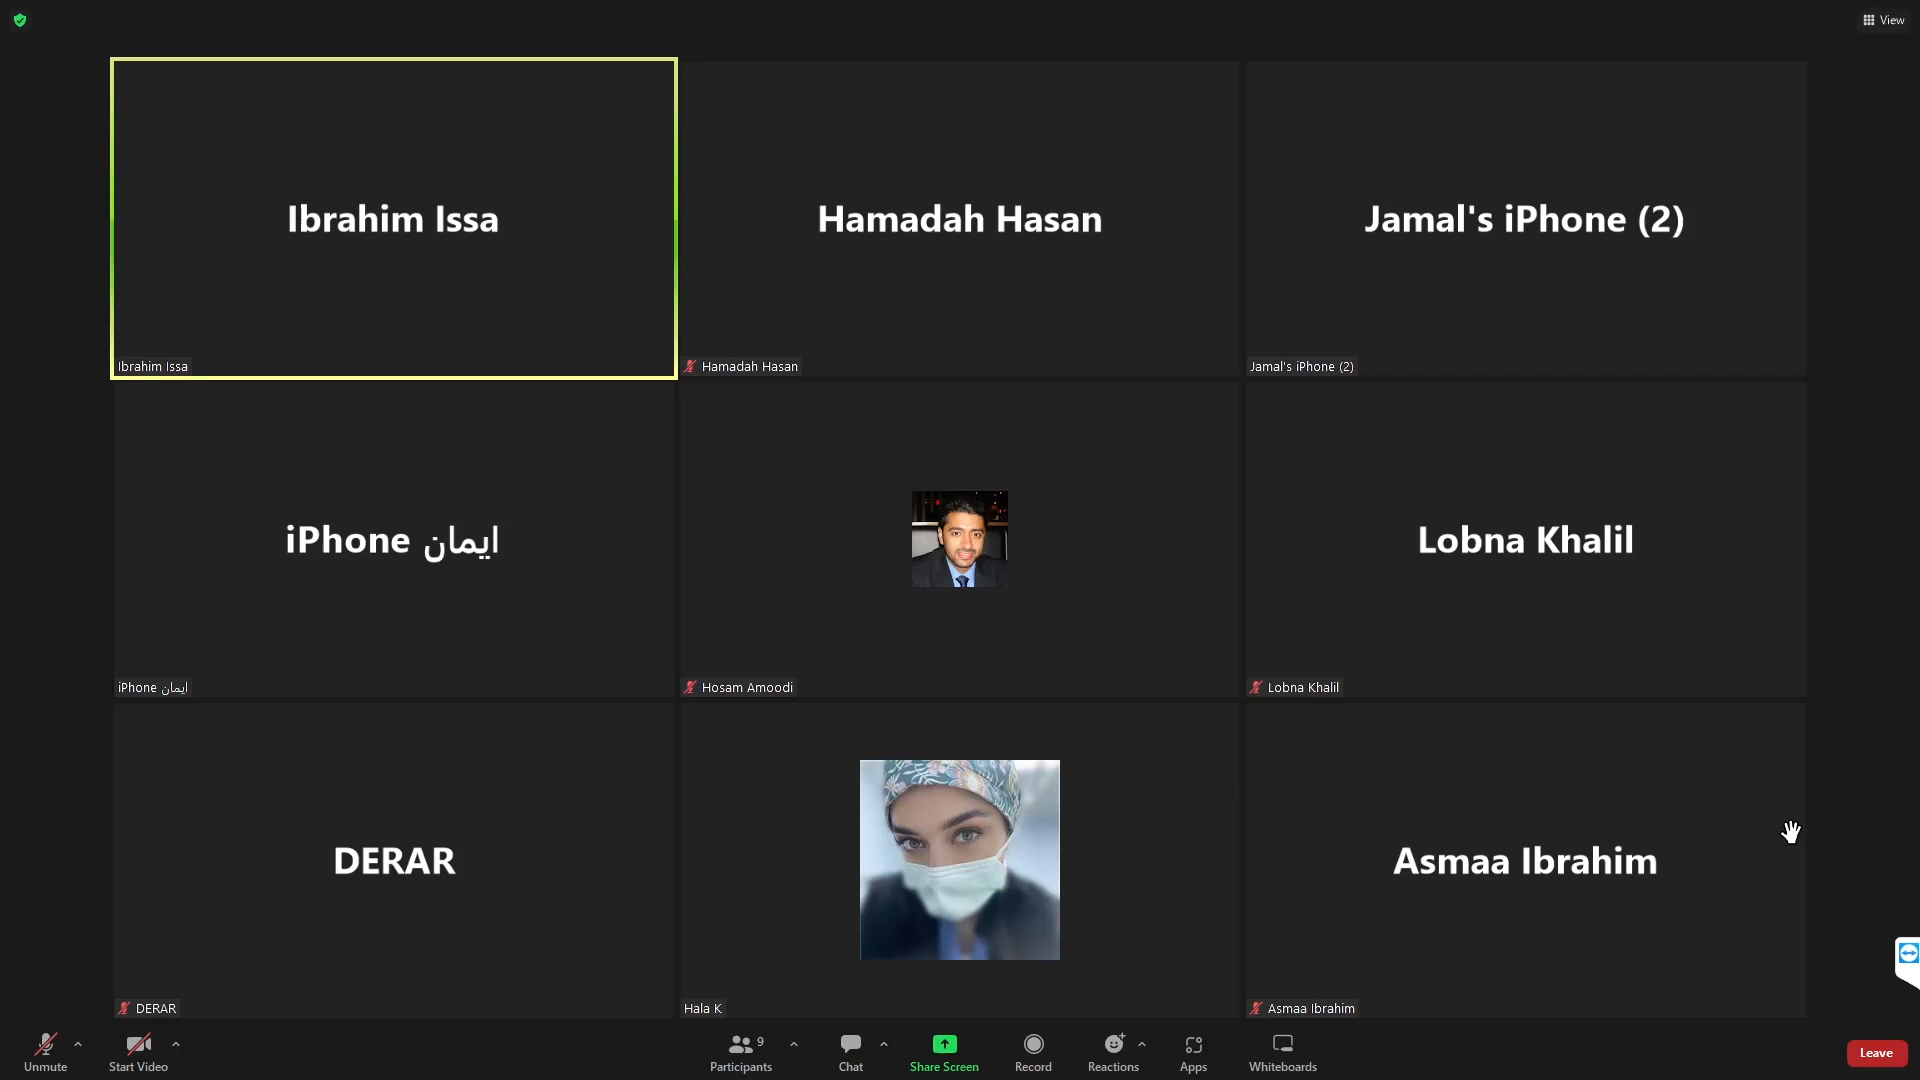 View
Ibrahim Issa
Hamadah Hasan
Jamal's iPhone (2)
Ibrahim Issa
Hamadah Hasan
Jamal's iPhone (2)
iPhone ايمان
Lobna Khalil
iPhone ايمان
Hosam Amoodi
Lobna Khalil
DERAR
Asmaa Ibrahim
DERAR
Hala K
Asmaa Ibrahim
9
Unmute
Start Video
Participants
Chat
Share Screen
Record
Reactions
Apps
Whiteboards
Leave